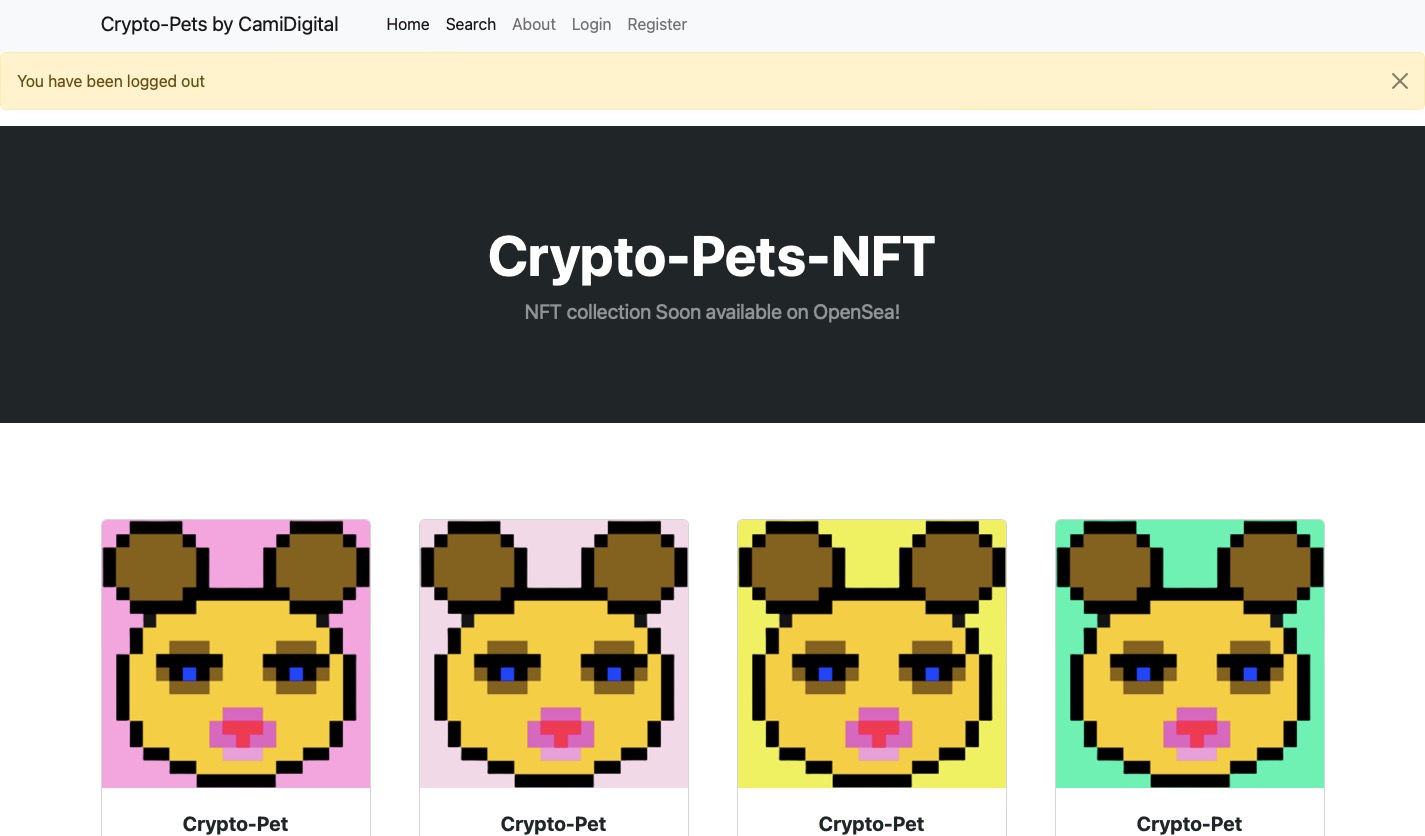 Crypto-Pets by CamiDigital Home Search About Login Register
You have been logged out
Crypto-Pets-NFT
NFT collection Soon available on OpenSea!
Crypto-Pet Crypto-Pet Crypto-Pet Crypto-Pet